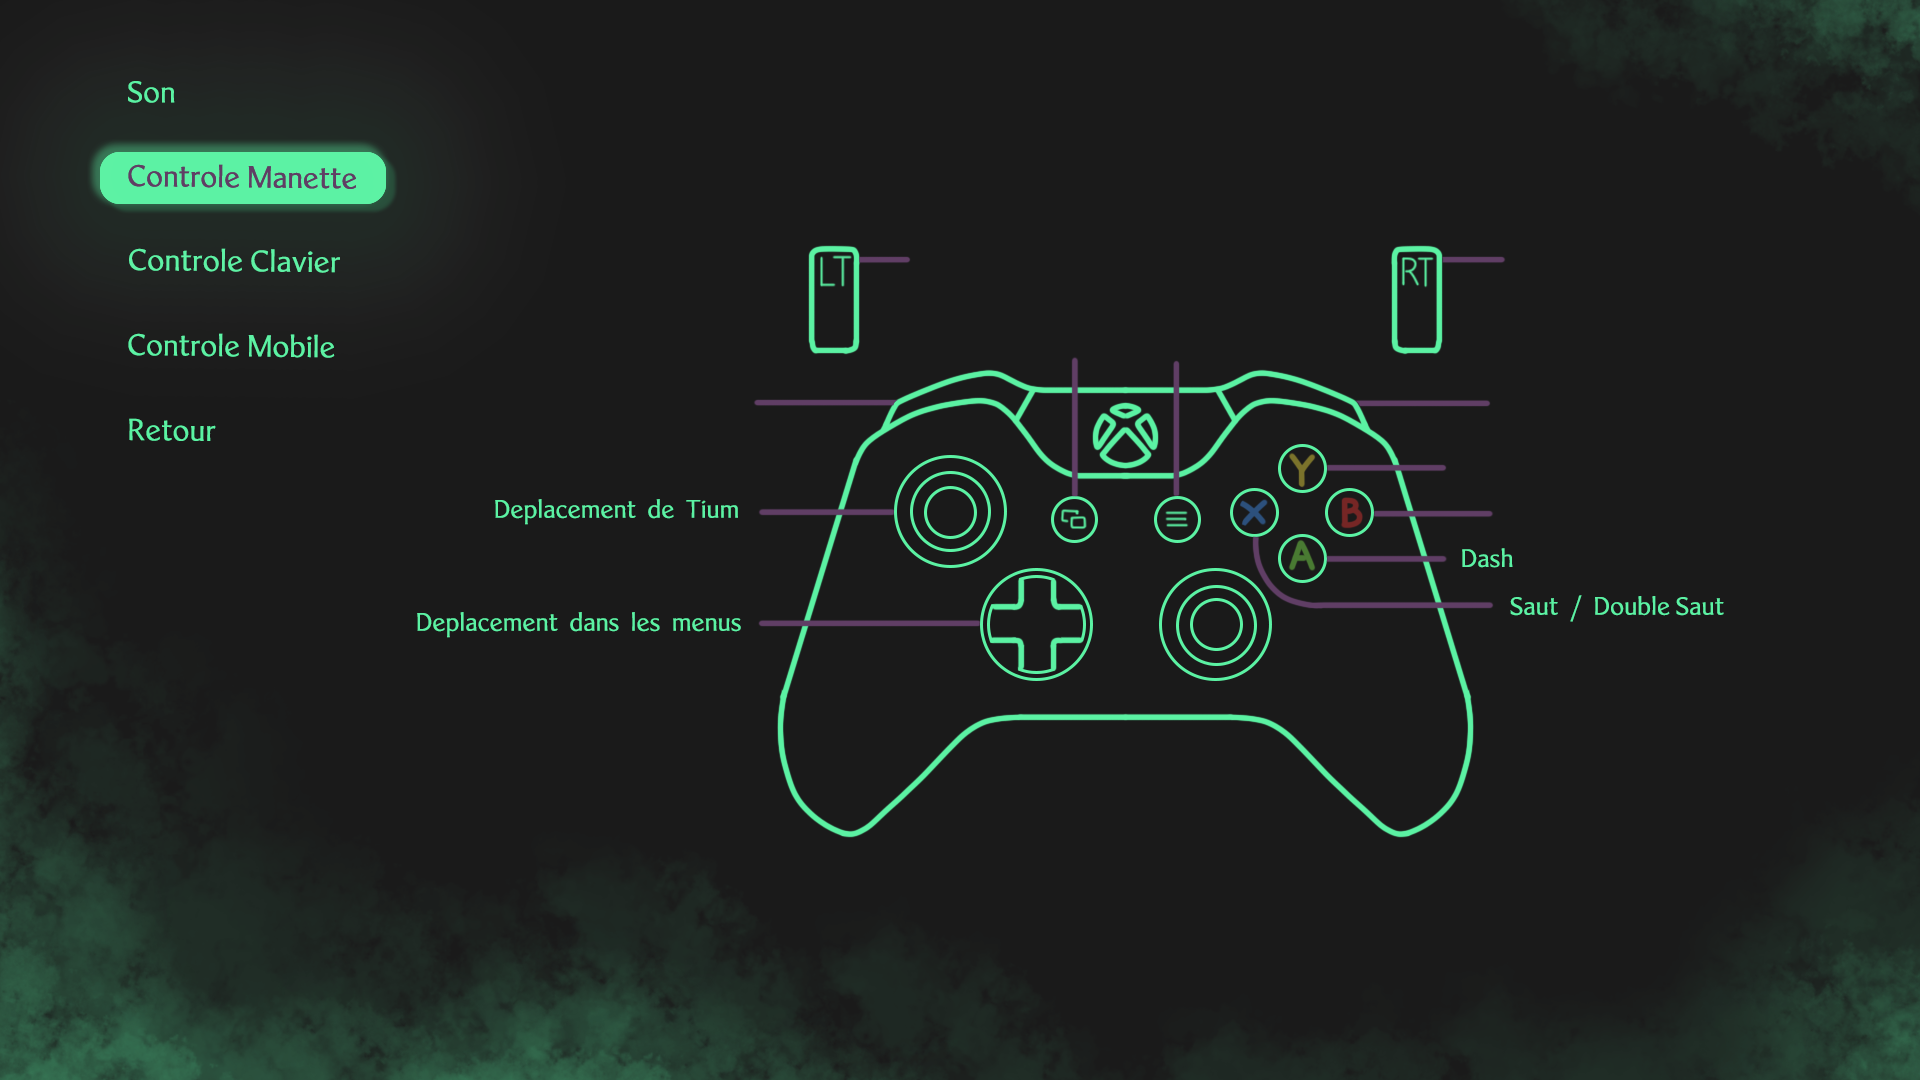 Son
Controle Manette
Controle Clavier
Controle Mobile
Retour
LT
RT
Y
X
B
A
Deplacement de Tium
Dash
Saut / Double Saut
Deplacement dans les menus